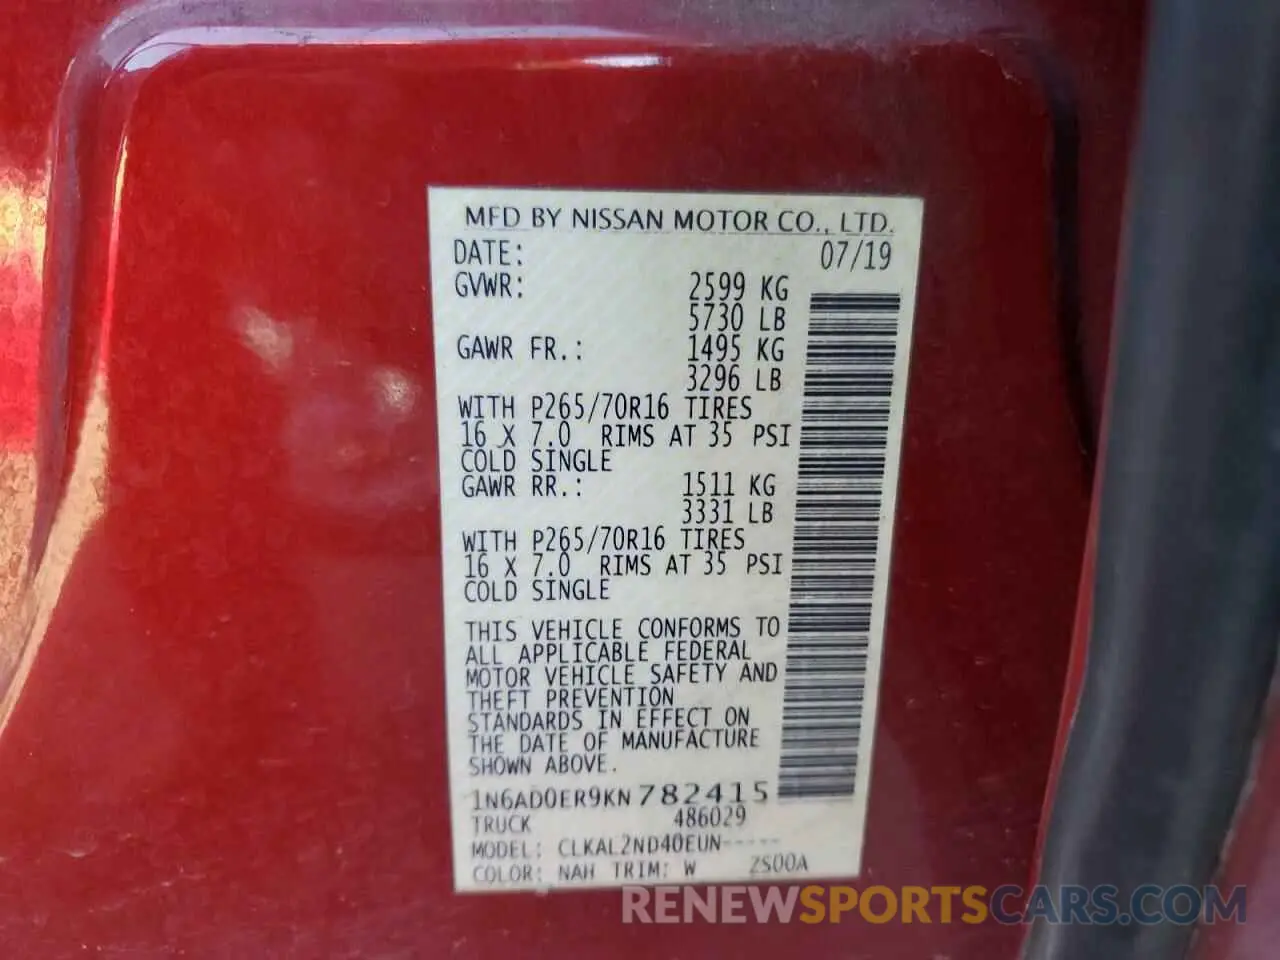 MFD BY NISSAN MOTOR CO., LTD.
DATE: 07/19
GVWR: 2599 KG
5730 LB
GAWR FR.: 1495 KG
3296 LB
WITH P265/70R16 TIRES
16 X 7.0 RIMS AT 35 PSI
COLD SINGLE
GAWR RR.: 1511 KG
3331 LB
WITH P265/70R16 TIRES
16 X 7.0 RIMS AT 35 PSI
COLD SINGLE
THIS VEHICLE CONFORMS TO
ALL APPLICABLE FEDERAL
MOTOR VEHICLE SAFETY AND
THEFT PREVENTION
STANDARDS IN EFFECT ON
THE DATE OF MANUFACTURE
SHOWN ABOVE.
1N6AD0ER9KN782415
TRUCK 486029
MODEL: CLKAL2ND40EUN-----
COLOR: NAH TRIM: W ZS00A
RENEWSPORTSCARS.COM